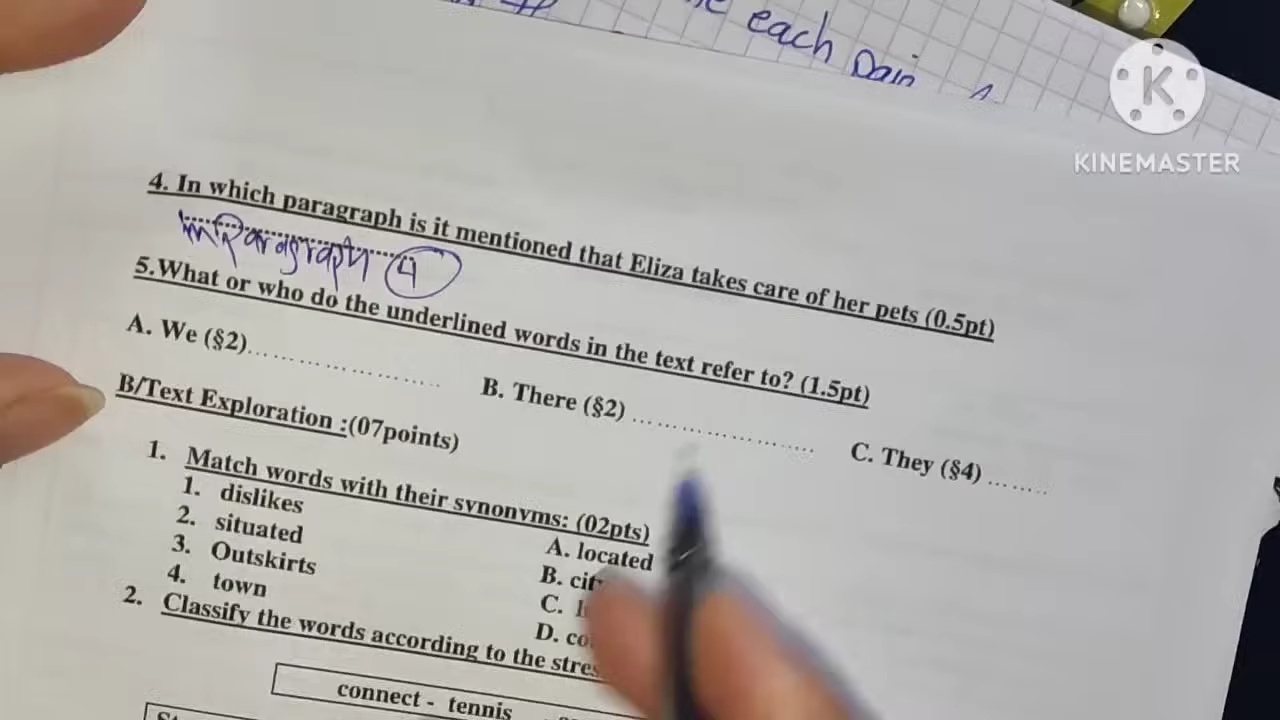 each Dain
KINEMASTER
4. In which paragraph is it mentioned that Eliza takes care of her pets (0.5pt)
in Paragraph 4
5.What or who do the underlined words in the text refer to? (1.5pt)
A. We (§2)................................ B. There (§2) ............................ C. They (§4) ..........
B/Text Exploration :(07points)
1. Match words with their synonyms: (02pts)
1. dislikes A. located
2. situated B. city
3. Outskirts C.
4. town D.
2. Classify the words according to the
connect - tennis